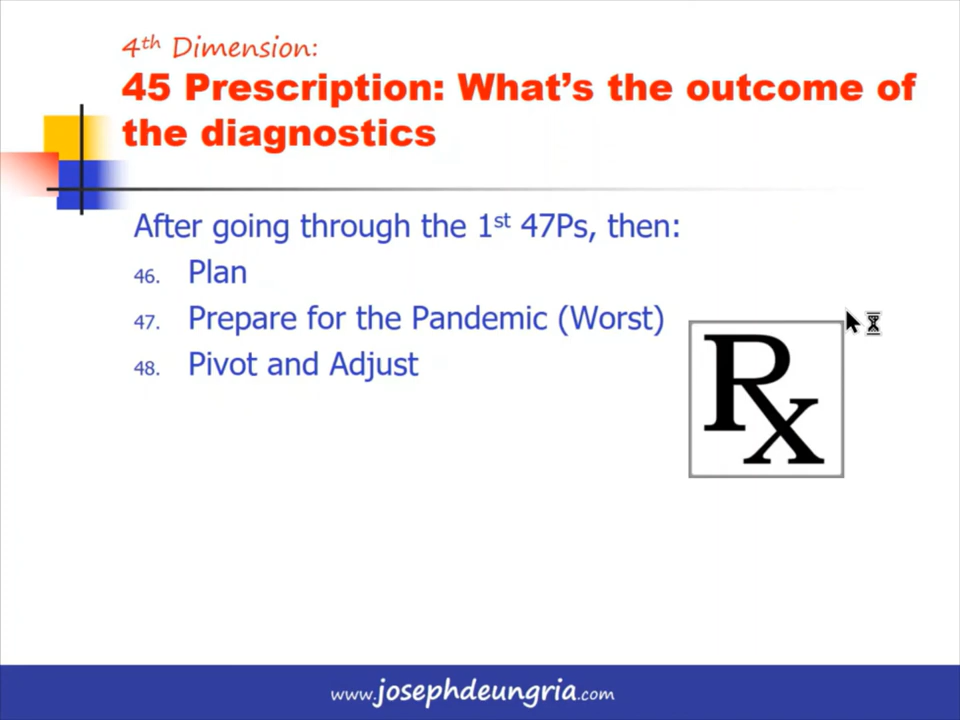 4th Dimension:
45 Prescription: What's the outcome of
the diagnostics
After going through the 1st 47Ps, then:
46. Plan
47. Prepare for the Pandemic (Worst)
48. Pivot and Adjust
Rx
www.josephdeungria.com